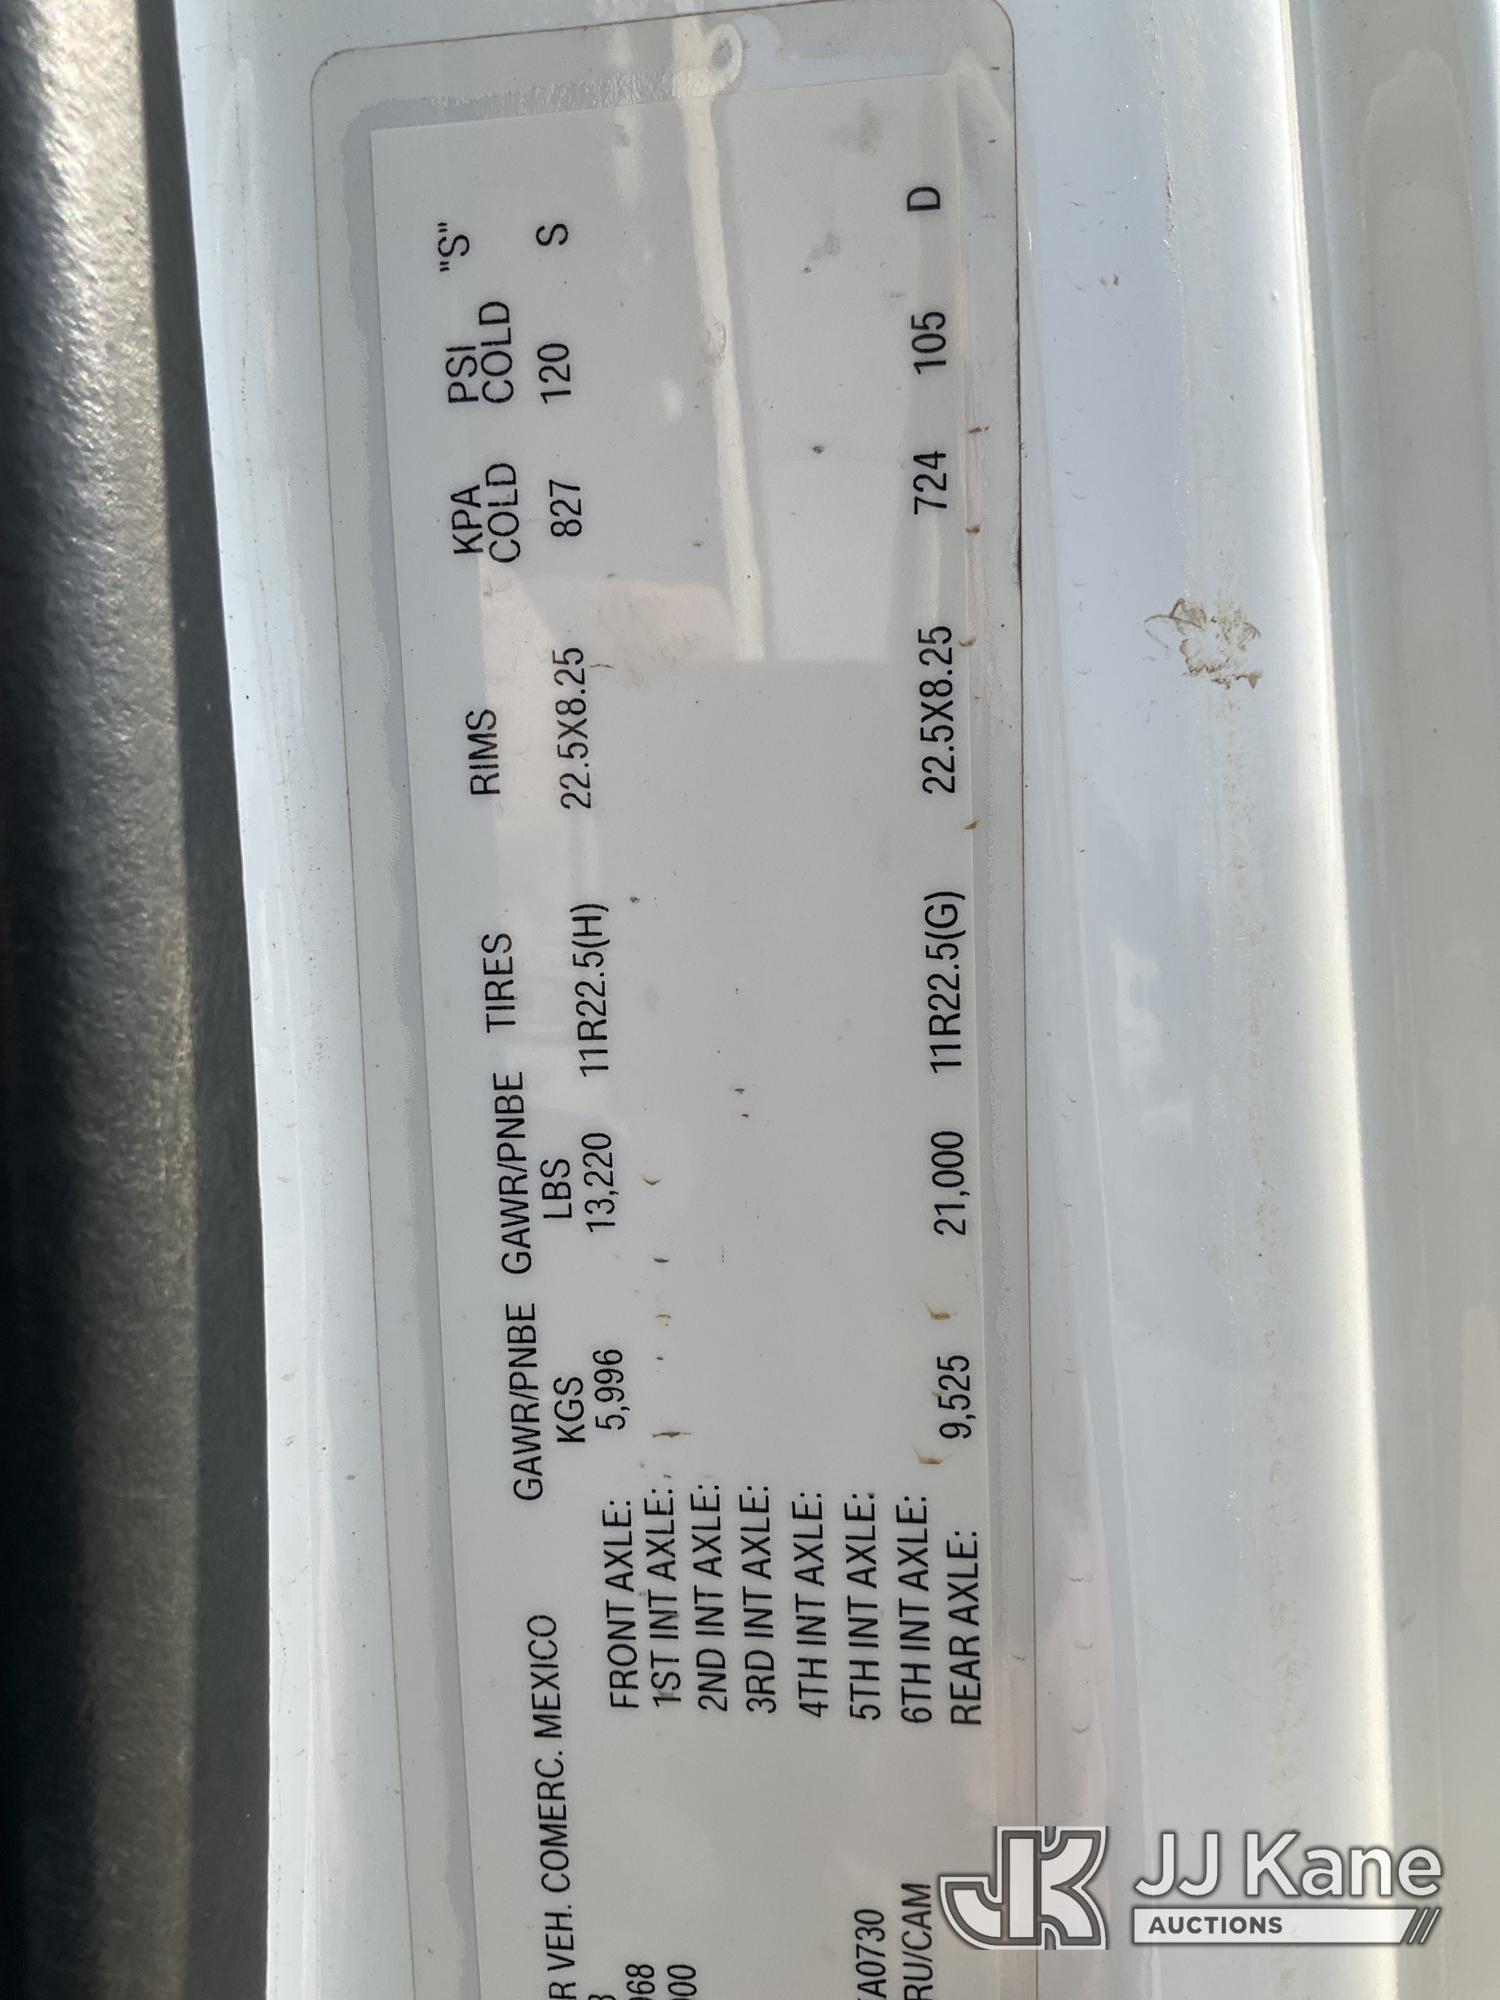 R VEH. COMERC. MEXICO
GAWR/PNBE GAWR/PNBE TIRES RIMS KPA PSI "S"
KGS LBS COLD COLD
FRONT AXLE: 5,996 13,220 11R22.5(H) 22.5X8.25 827 120 S
1ST INT AXLE:
2ND INT AXLE:
3RD INT AXLE:
4TH INT AXLE:
5TH INT AXLE:
6TH INT AXLE:
REAR AXLE: 9,525 21,000 11R22.5(G) 22.5X8.25 724 105 D
968
000
A0730
RU/CAM
JJ Kane
AUCTIONS